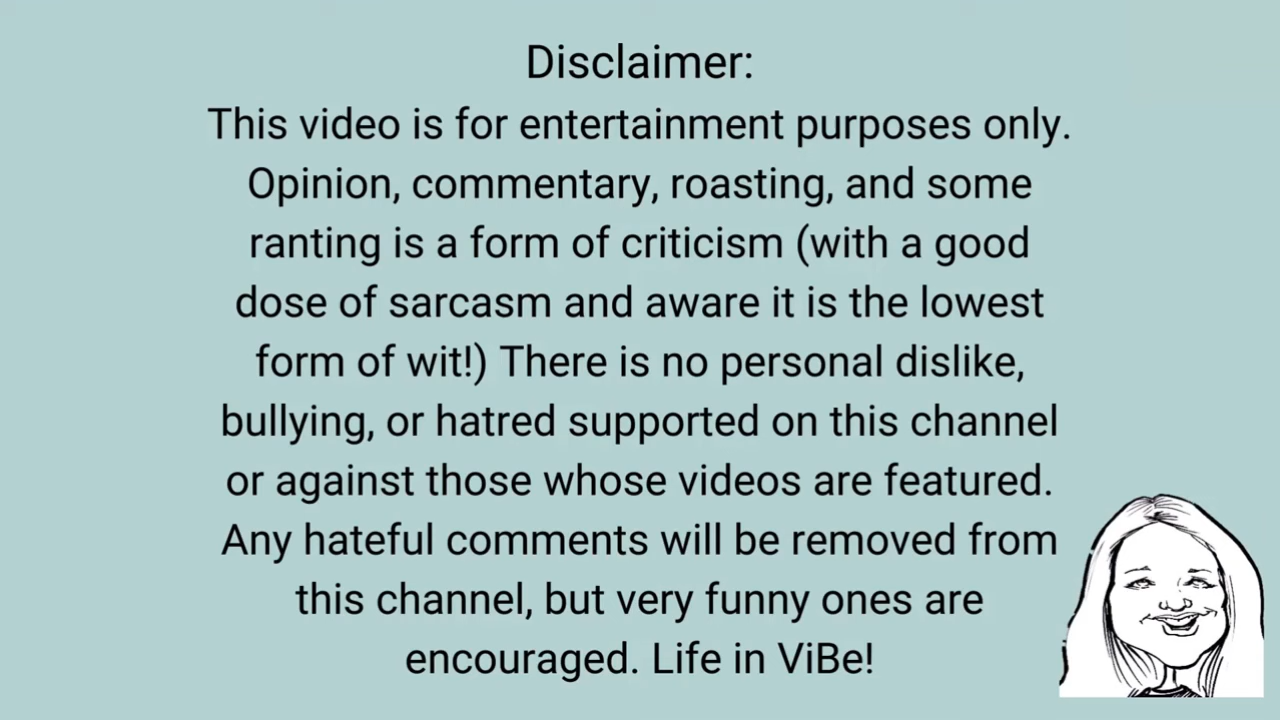 Disclaimer:
This video is for entertainment purposes only.
Opinion, commentary, roasting, and some
ranting is a form of criticism (with a good
dose of sarcasm and aware it is the lowest
form of wit!) There is no personal dislike,
bullying, or hatred supported on this channel
or against those whose videos are featured.
Any hateful comments will be removed from
this channel, but very funny ones are
encouraged. Life in ViBe!